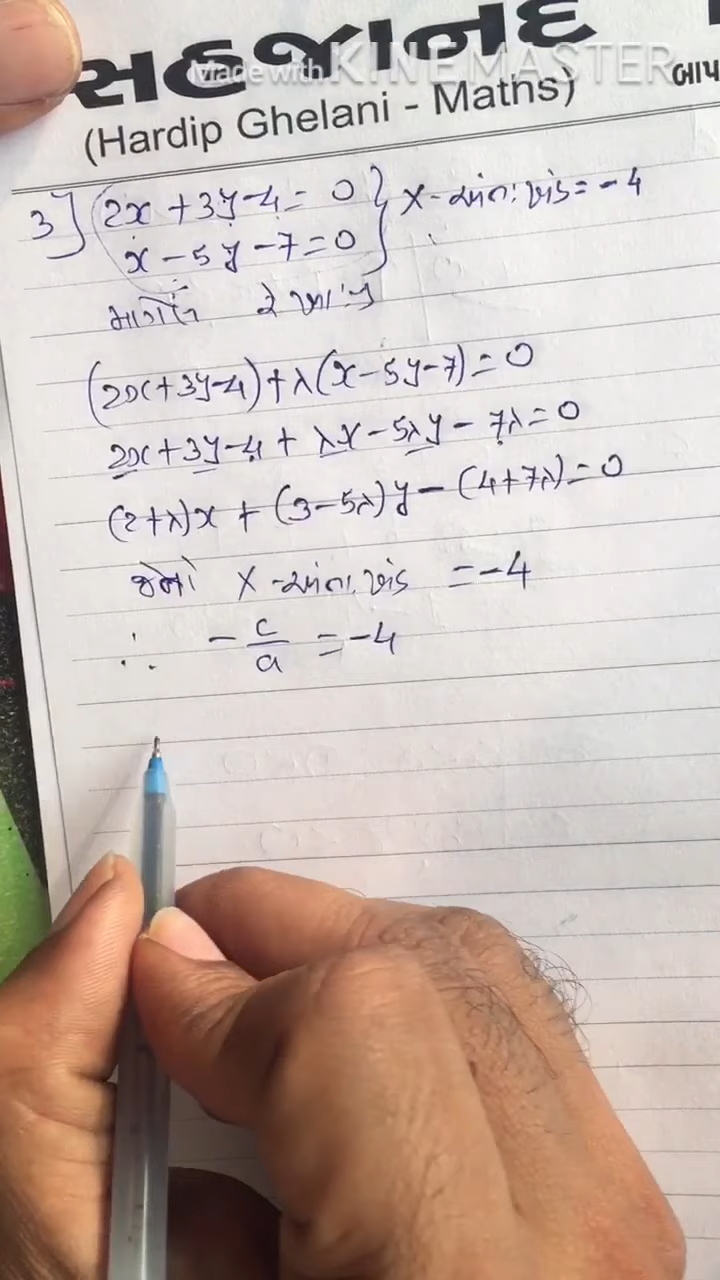 સહજાનંદ
Made with KINEMASTER
(Hardip Ghelani - Maths)
3] 2x + 3y - 4 = 0 } x - અંતઃખંડ = - 4
x - 5y - 7 = 0
માગેલ રેખાનું
(2x + 3y - 4) + λ(x - 5y - 7) = 0
2x + 3y - 4 + λx - 5λy - 7λ = 0
(2 + λ)x + (3 - 5λ)y - (4 + 7λ) = 0
જેનો x - અંતઃખંડ = - 4
∴ - c/a = - 4